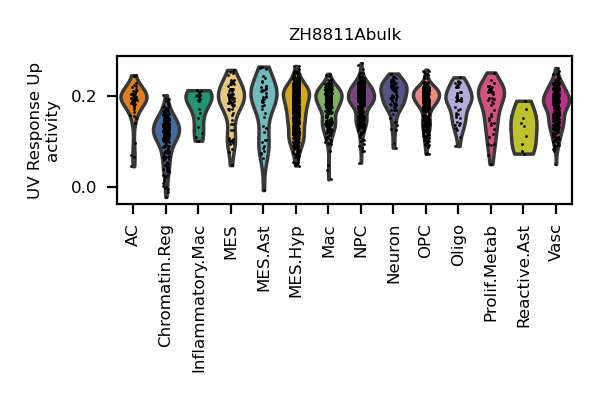 ZH8811Abulk
UV Response Up
activity
0.2
0.0
AC
Chromatin.Reg
Inflammatory.Mac
MES
MES.Ast
MES.Hyp
Mac
NPC
Neuron
OPC
Oligo
Prolif.Metab
Reactive.Ast
Vasc